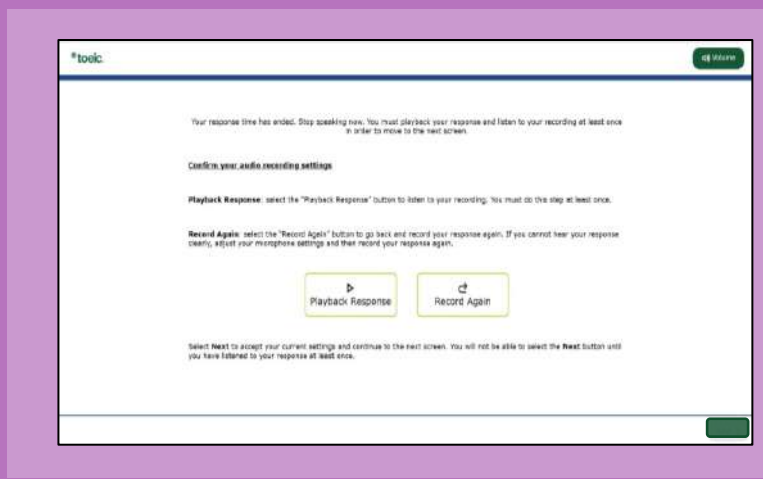 toeic.
Volume
Your response time has ended. Stop speaking now. You must playback your response and listen to your recording at least once
in order to move to the next screen.
Confirm your audio recording settings
Playback Response: select the "Playback Response" button to listen to your recording. You must do this step at least once.
Record Again: select the "Record Again" button to go back and record your response again. If you cannot hear your response
clearly, adjust your microphone settings and then record your response again.
Playback Response
Record Again
Select Next to accept your current settings and continue to the next screen. You will not be able to select the Next button until
you have listened to your response at least once.